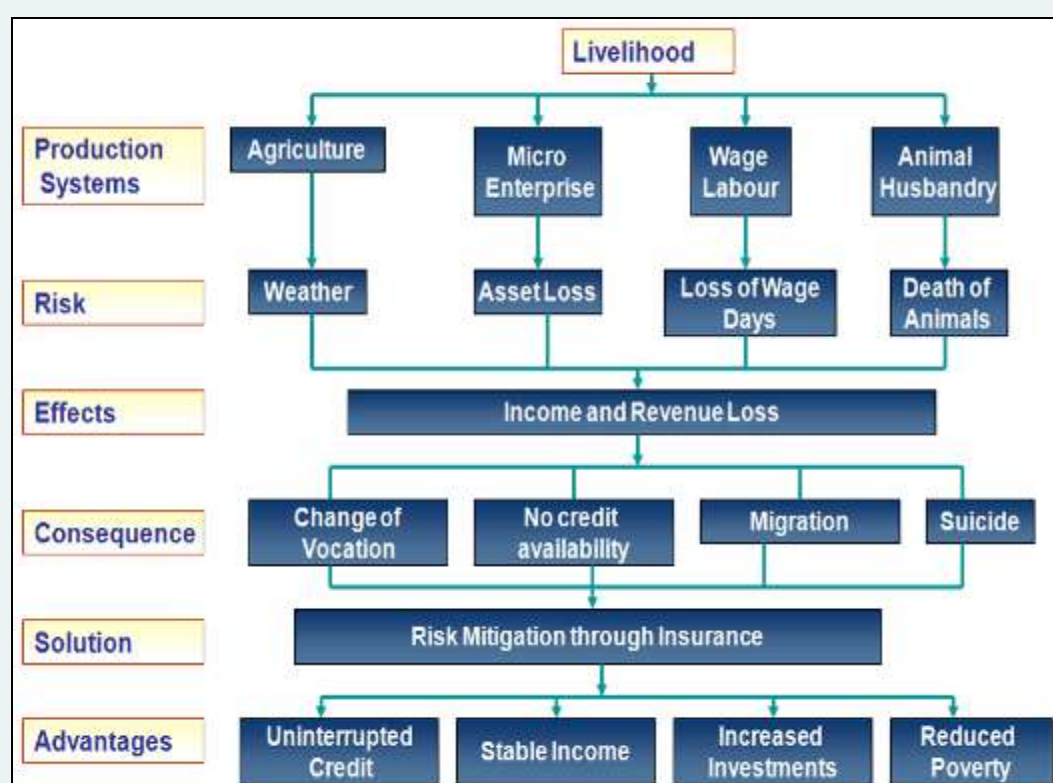 Livelihood
Production
Systems
Agriculture
Micro
Enterprise
Wage
Labour
Animal
Husbandry
Risk
Weather
Asset Loss
Loss of Wage
Days
Death of
Animals
Effects
Income and Revenue Loss
Consequence
Change of
Vocation
No credit
availability
Migration
Suicide
Solution
Risk Mitigation through Insurance
Advantages
Uninterrupted
Credit
Stable Income
Increased
Investments
Reduced
Poverty